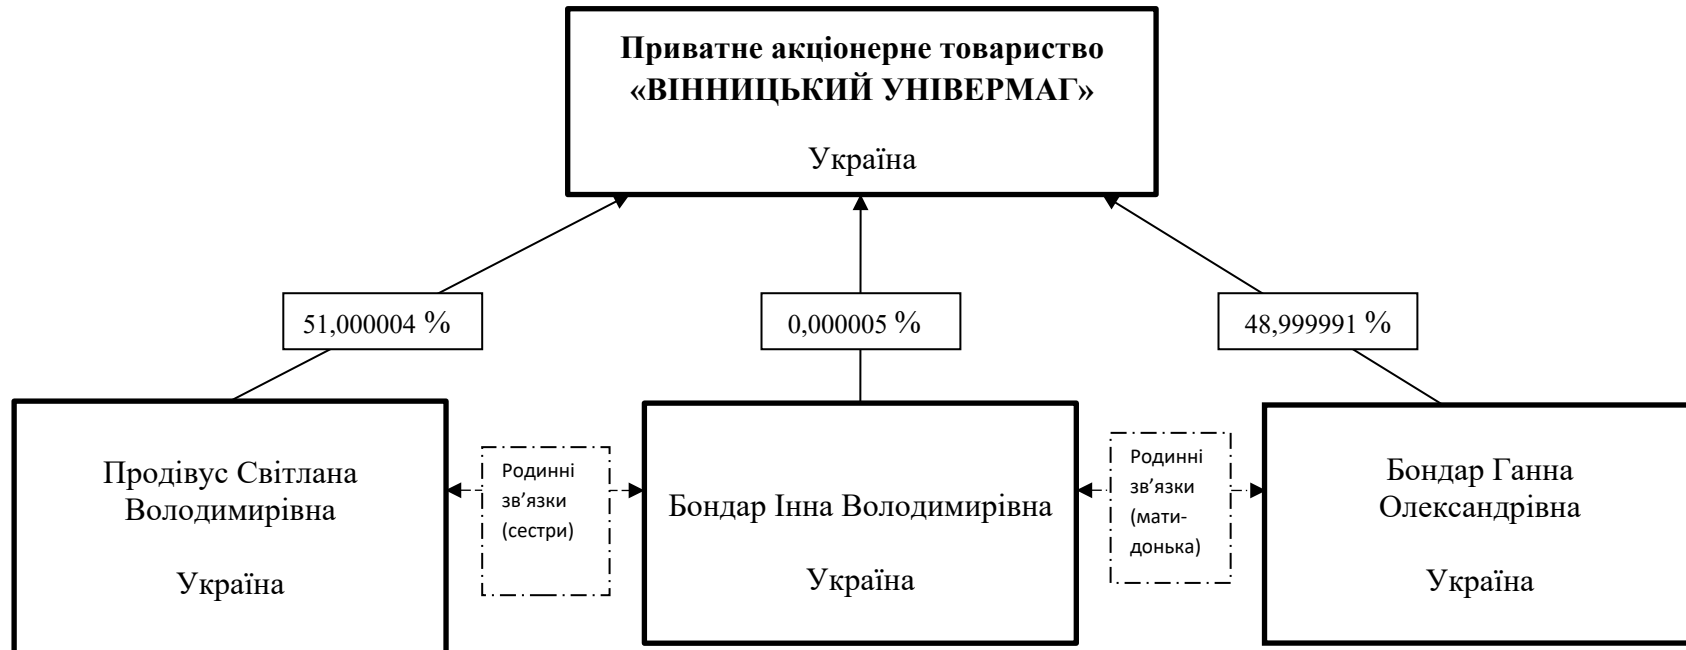 Приватне акціонерне товариство
«ВІННИЦЬКИЙ УНІВЕРМАГ»
Україна
51,000004 %
0,000005 %
48,999991 %
Продівус Світлана
Володимирівна
Україна
Родинні
зв’язки
(сестри)
Бондар Інна Володимирівна
Україна
Родинні
зв’язки
(мати-
донька)
Бондар Ганна
Олександрівна
Україна